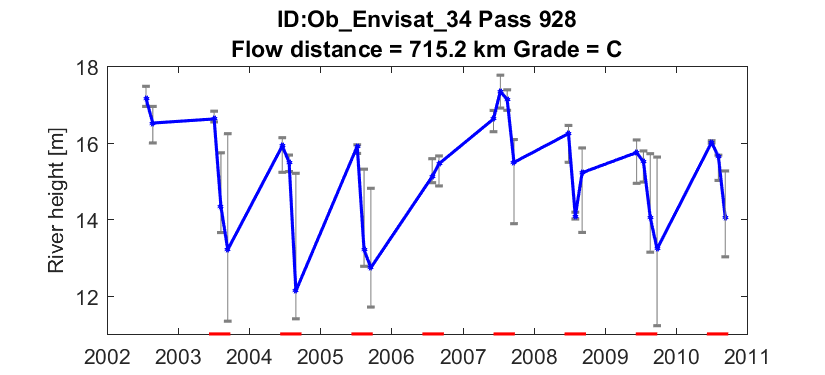 ID:Ob_Envisat_34 Pass 928
Flow distance = 715.2 km Grade = C
River height [m]
18
16
14
12
2002 2003 2004 2005 2006 2007 2008 2009 2010 2011